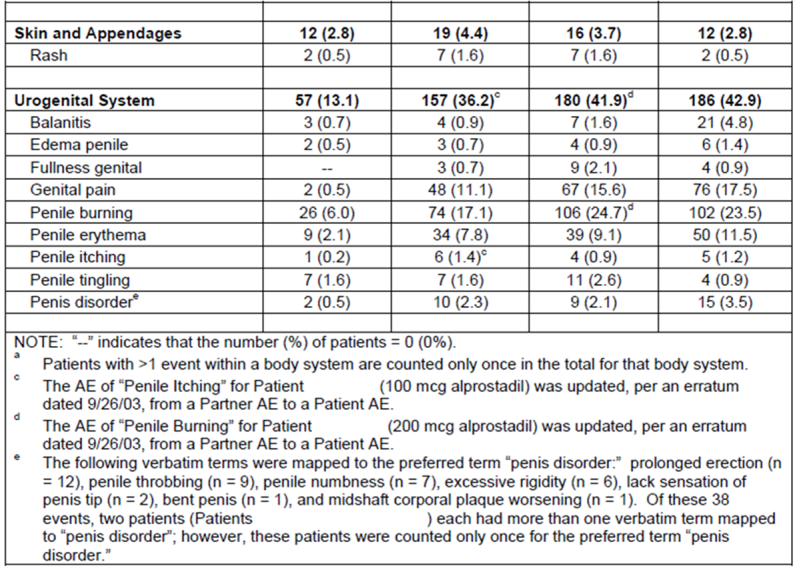 Skin and Appendages 12 (2.8) 19 (4.4) 16 (3.7) 12 (2.8)
Rash 2 (0.5) 7 (1.6) 7 (1.6) 2 (0.5)
Urogenital System 57 (13.1) 157 (36.2)c 180 (41.9)d 186 (42.9)
Balanitis 3 (0.7) 4 (0.9) 7 (1.6) 21 (4.8)
Edema penile 2 (0.5) 3 (0.7) 4 (0.9) 6 (1.4)
Fullness genital -- 3 (0.7) 9 (2.1) 4 (0.9)
Genital pain 2 (0.5) 48 (11.1) 67 (15.6) 76 (17.5)
Penile burning 26 (6.0) 74 (17.1) 106 (24.7)d 102 (23.5)
Penile erythema 9 (2.1) 34 (7.8) 39 (9.1) 50 (11.5)
Penile itching 1 (0.2) 6 (1.4)c 4 (0.9) 5 (1.2)
Penile tingling 7 (1.6) 7 (1.6) 11 (2.6) 4 (0.9)
Penis disordere 2 (0.5) 10 (2.3) 9 (2.1) 15 (3.5)
NOTE: "--" indicates that the number (%) of patients = 0 (0%).
a Patients with >1 event within a body system are counted only once in the total for that body system.
c The AE of "Penile Itching" for Patient (100 mcg alprostadil) was updated, per an erratum
dated 9/26/03, from a Partner AE to a Patient AE.
d The AE of "Penile Burning" for Patient (200 mcg alprostadil) was updated, per an erratum
dated 9/26/03, from a Partner AE to a Patient AE.
e The following verbatim terms were mapped to the preferred term "penis disorder:" prolonged erection (n
= 12), penile throbbing (n = 9), penile numbness (n = 7), excessive rigidity (n = 6), lack sensation of
penis tip (n = 2), bent penis (n = 1), and midshaft corporal plaque worsening (n = 1). Of these 38
events, two patients (Patients ) each had more than one verbatim term mapped
to "penis disorder"; however, these patients were counted only once for the preferred term "penis
disorder."